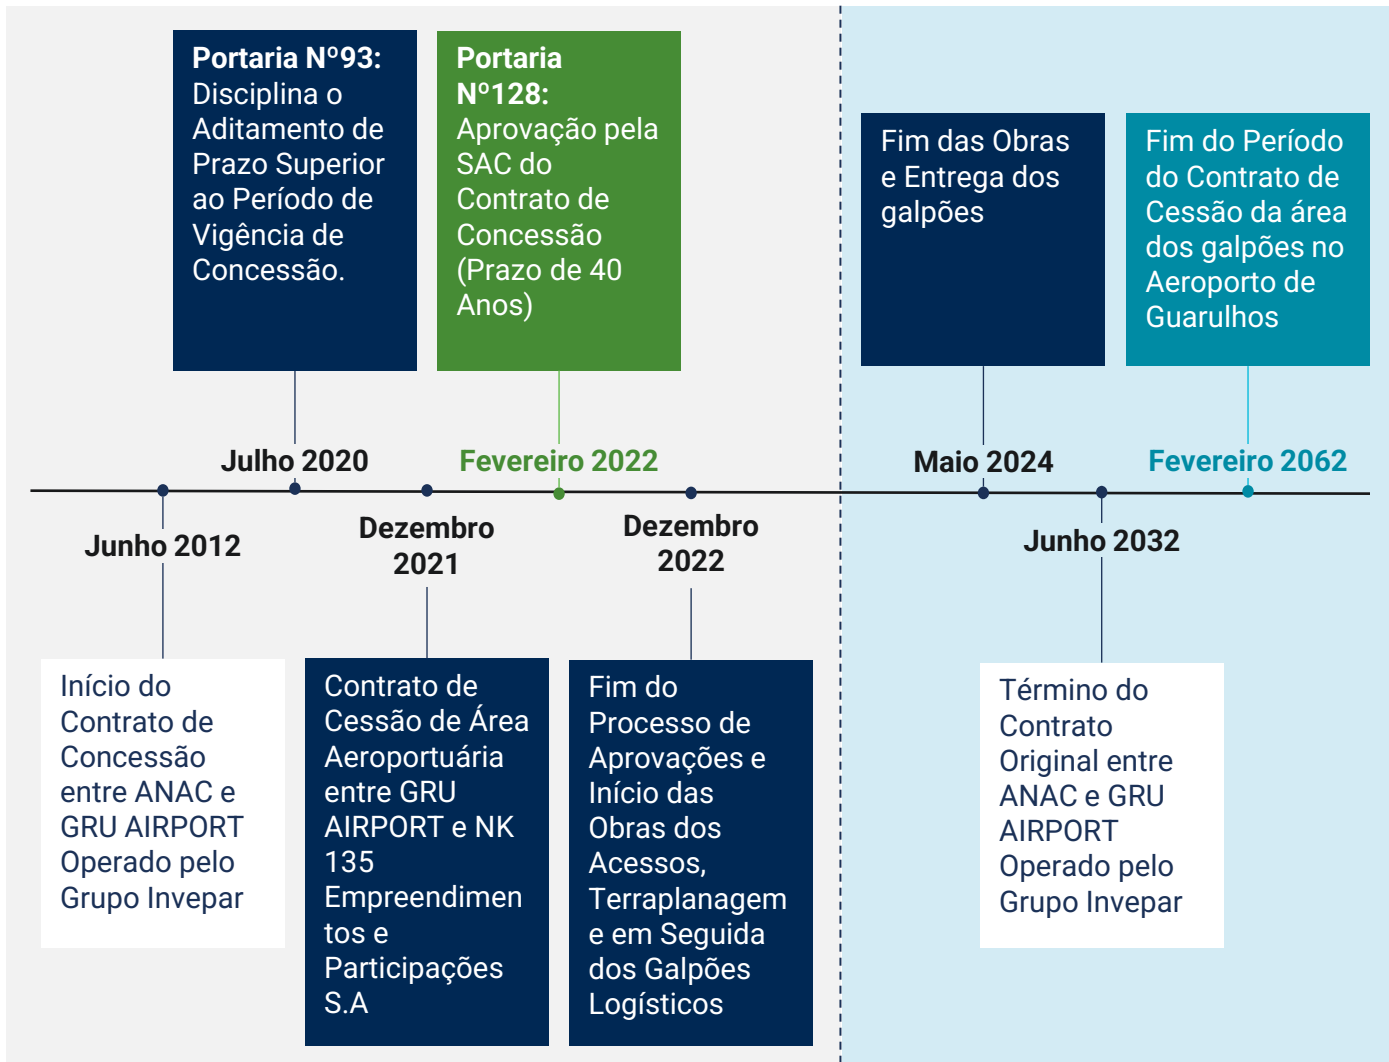 Portaria Nº93:
Disciplina o
Aditamento de
Prazo Superior
ao Período de
Vigência de
Concessão.
Portaria
Nº128:
Aprovação pela
SAC do
Contrato de
Concessão
(Prazo de 40
Anos)
Fim das Obras
e Entrega dos
galpões
Fim do Período
do Contrato de
Cessão da área
dos galpões no
Aeroporto de
Guarulhos
Julho 2020
Fevereiro 2022
Maio 2024
Fevereiro 2062
Junho 2012
Dezembro
2021
Dezembro
2022
Junho 2032
Início do
Contrato de
Concessão
entre ANAC e
GRU AIRPORT
Operado pelo
Grupo Invepar
Contrato de
Cessão de Área
Aeroportuária
entre GRU
AIRPORT e NK
135
Empreendimen
tos e
Participações
S.A
Fim do
Processo de
Aprovações e
Início das
Obras dos
Acessos,
Terraplanagem
e em Seguida
dos Galpões
Logísticos
Término do
Contrato
Original entre
ANAC e GRU
AIRPORT
Operado pelo
Grupo Invepar